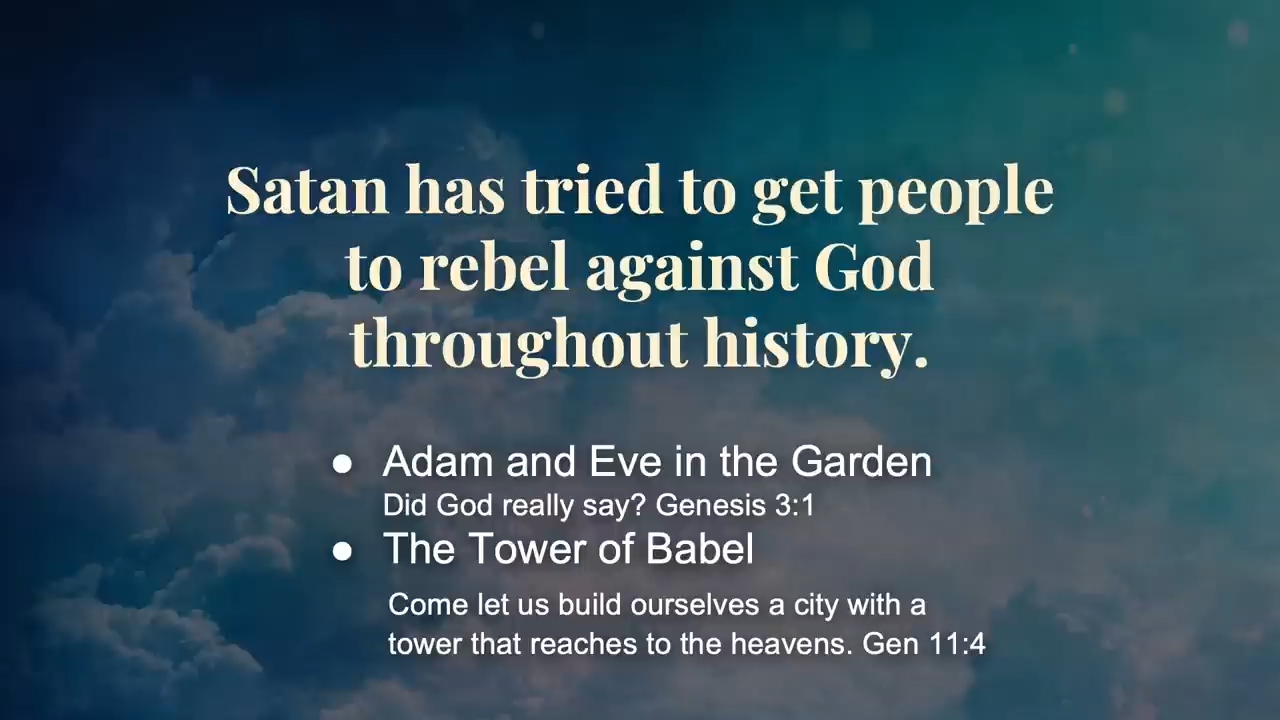 Satan has tried to get people
to rebel against God
throughout history.
● Adam and Eve in the Garden
Did God really say? Genesis 3:1
● The Tower of Babel
Come let us build ourselves a city with a
tower that reaches to the heavens. Gen 11:4